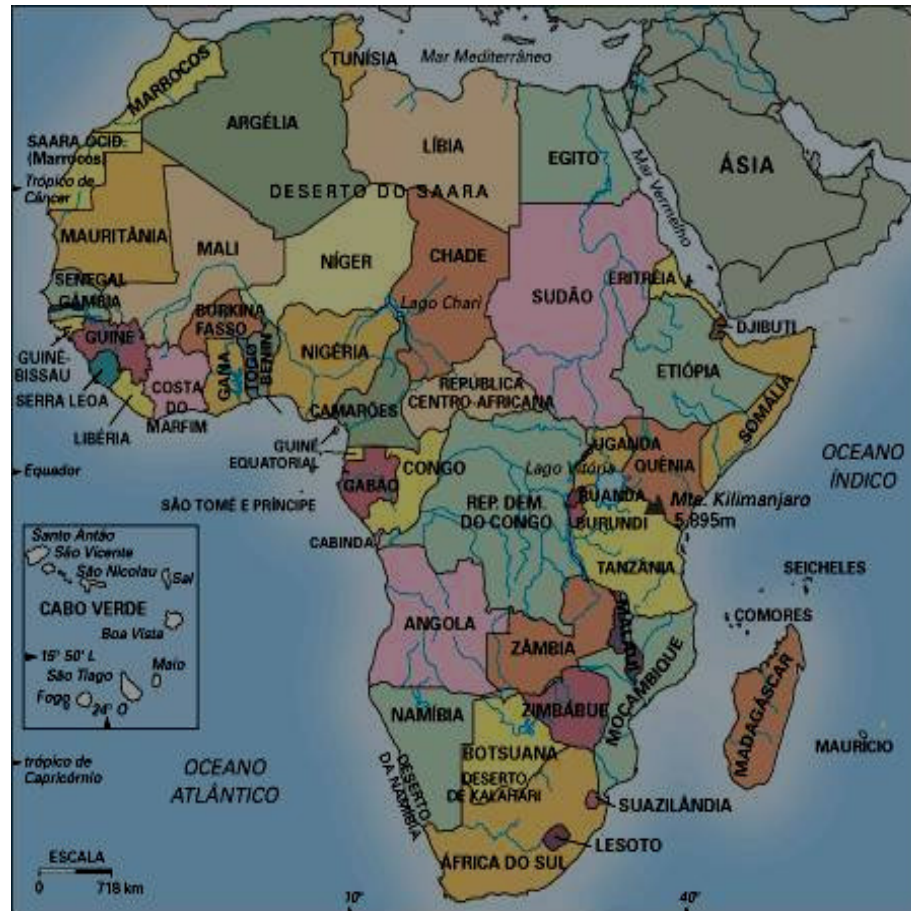 Mar Mediterrâneo
TUNÍSIA
MARROCOS
ARGÉLIA
LÍBIA
EGITO
ÁSIA
SAARA OCID.
(Marrocos)
Trópico de
Câncer
DESERTO DO SAARA
Mar Vermelho
MAURITÂNIA
MALI
NÍGER
CHADE
SUDÃO
ERITRÉIA
SENEGAL
GÂMBIA
BURKINA
FASSO
Lago Chari
DJIBUTI
GUINÉ
GUINÉ-
BISSAU
NIGÉRIA
ETIÓPIA
SOMÁLIA
GANA
TOGO
BENIN
COSTA
DO
MARFIM
SERRA LEOA
LIBÉRIA
REPÚBLICA
CENTRO-AFRICANA
CAMARÕES
GUINÉ
EQUATORIAL
UGANDA
OCEANO
ÍNDICO
Equador
CONGO
Lago Vitória
QUÊNIA
GABÃO
SÃO TOMÉ E PRÍNCIPE
REP. DEM.
DO CONGO
RUANDA
BURUNDI
Mte. Kilimanjaro
5.895m
CABINDA
TANZÂNIA
SEICHELES
Santo Antão
São Vicente
São Nicolau
Sal
CABO VERDE
Boa Vista
15° 50' L
São Tiago
Maio
Fogo
24° O
COMORES
ANGOLA
ZÂMBIA
MALAUI
MOÇAMBIQUE
MADAGÁSCAR
NAMÍBIA
ZIMBÁBUE
MAURÍCIO
trópico de
Capricórnio
OCEANO
ATLÂNTICO
DESERTO
DA NAMÍBIA
BOTSUANA
DESERTO
DE KALAHARI
SUAZILÂNDIA
LESOTO
ÁFRICA DO SUL
ESCALA
0 718 km
10°
40°